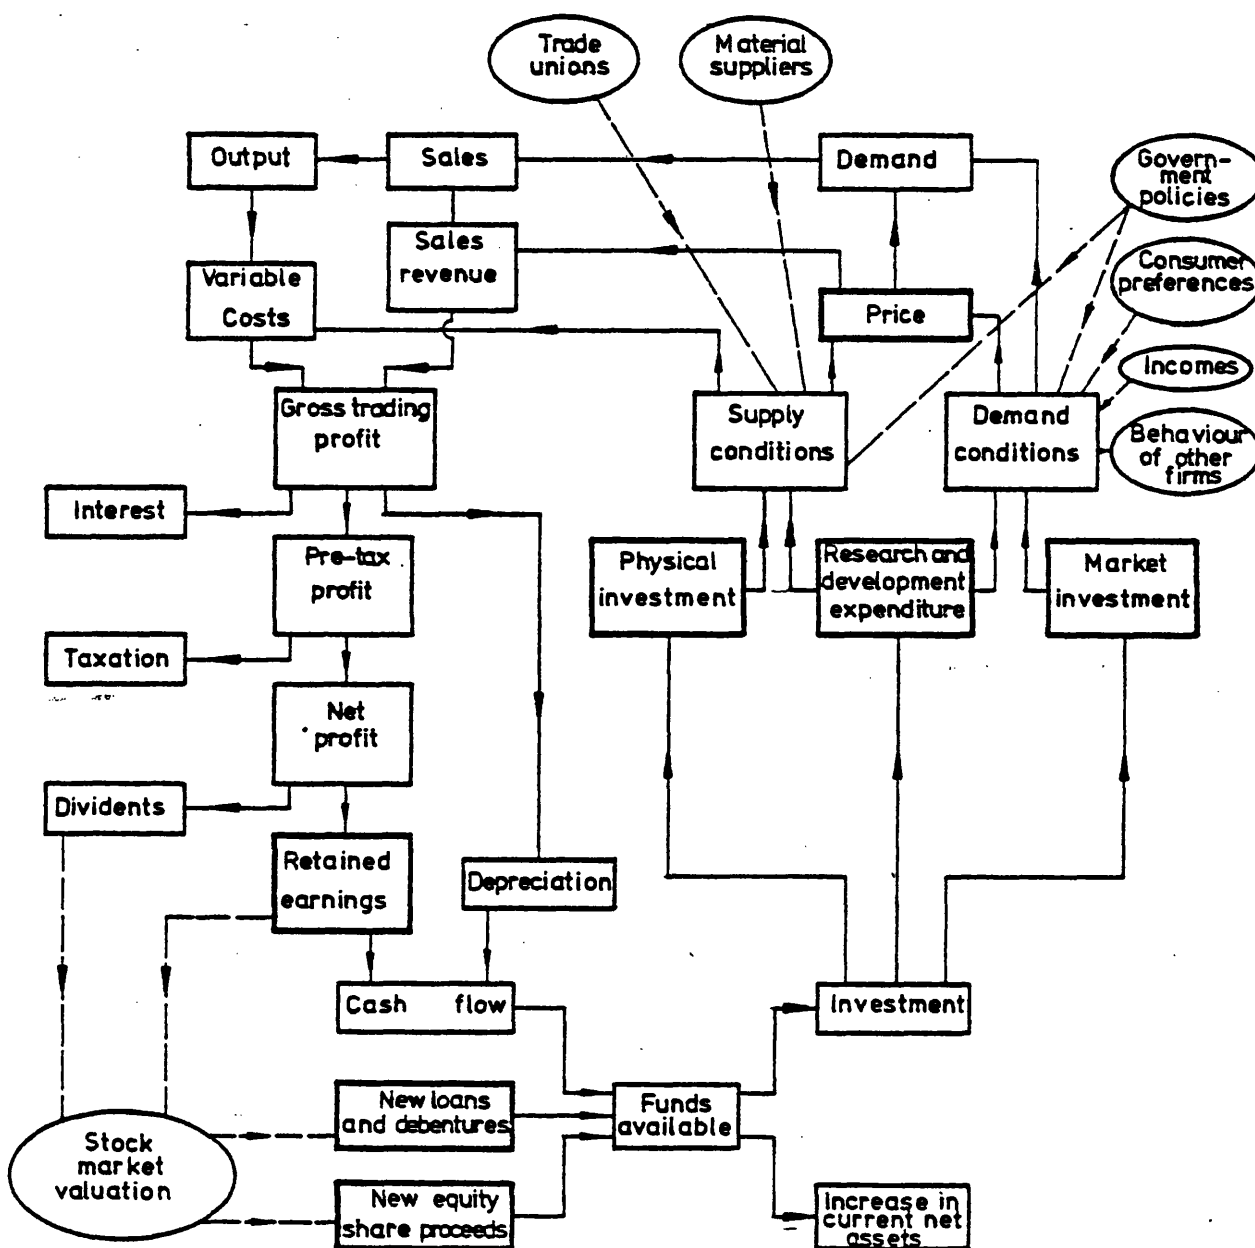 Trade
unions
Material
suppliers
Output
Sales
Demand
Govern-
ment
policies
Sales
revenue
Variable
Costs
Consumer
preferences
Price
Incomes
Gross trading
profit
Supply
conditions
Demand
conditions
Behaviour
of other
firms
Interest
Pre-tax
profit
Physical
investment
Research and
development
expenditure
Market
investment
Taxation
Net
profit
Dividents
Retained
earnings
Depreciation
Cash flow
Investment
New loans
and debentures
Funds
available
Stock
market
valuation
New equity
share proceeds
Increase in
current net
assets